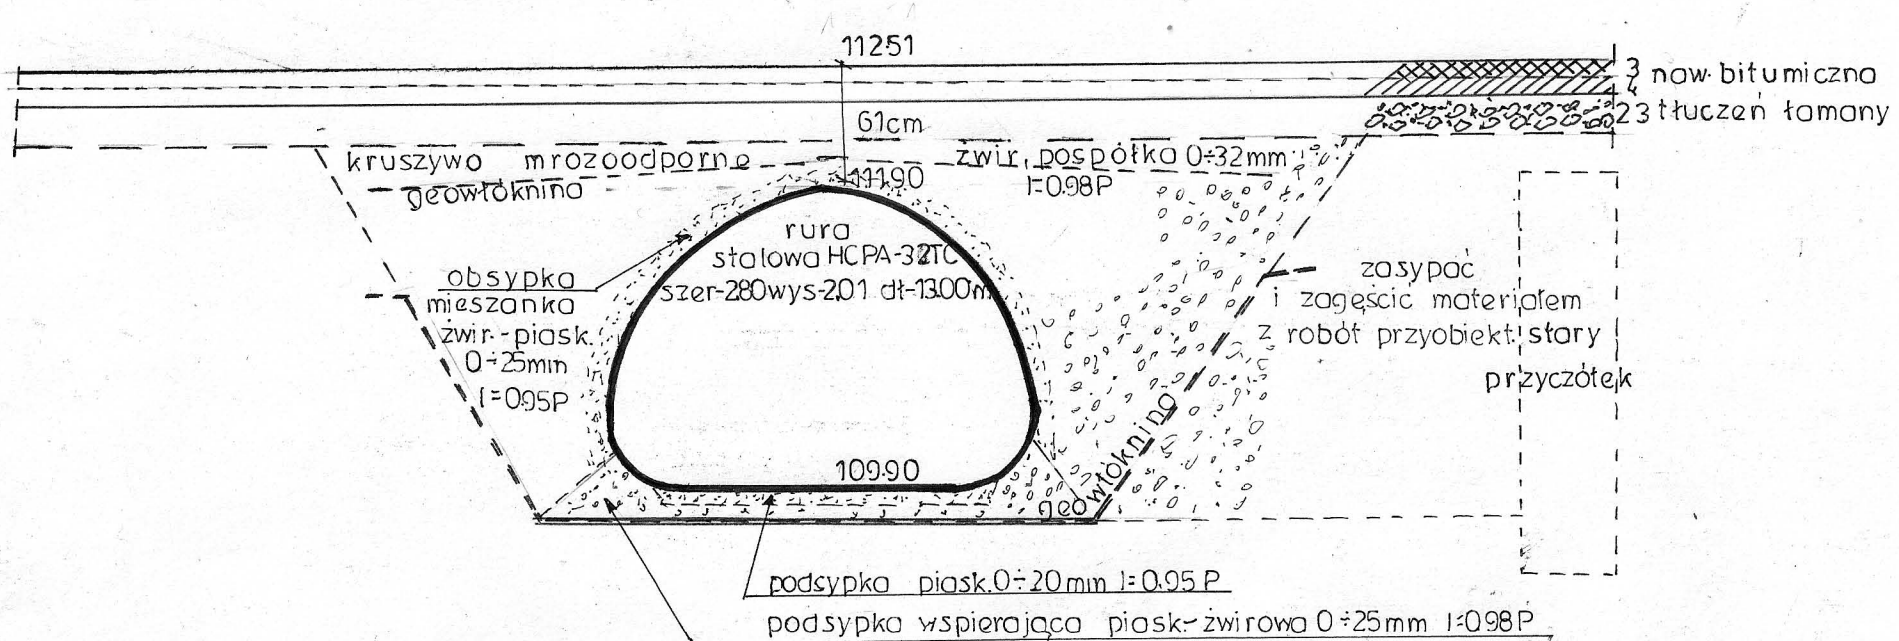 11251
3 naw. bitumiczna
4
23 tłuczeń łamany
61cm
kruszywo mrozoodporne
geowłóknina
żwir, pospółka 0÷32mm
I=0.98P
111.90
rura
stalowa HCPA-32TC
szer-2.80 wys-2.01 dł-13.00m
obsypka
mieszanka
żwir.-piask.
0÷25mm
I=0.95P
zasypać
i zagęścić materiałem
z robót przyobiekt.
stary
przyczółek
geowłóknina
109.90
podsypka piask. 0÷20mm I=0.95P
podsypka wspierająca piask.-żwirowa 0÷25mm I=0.98P